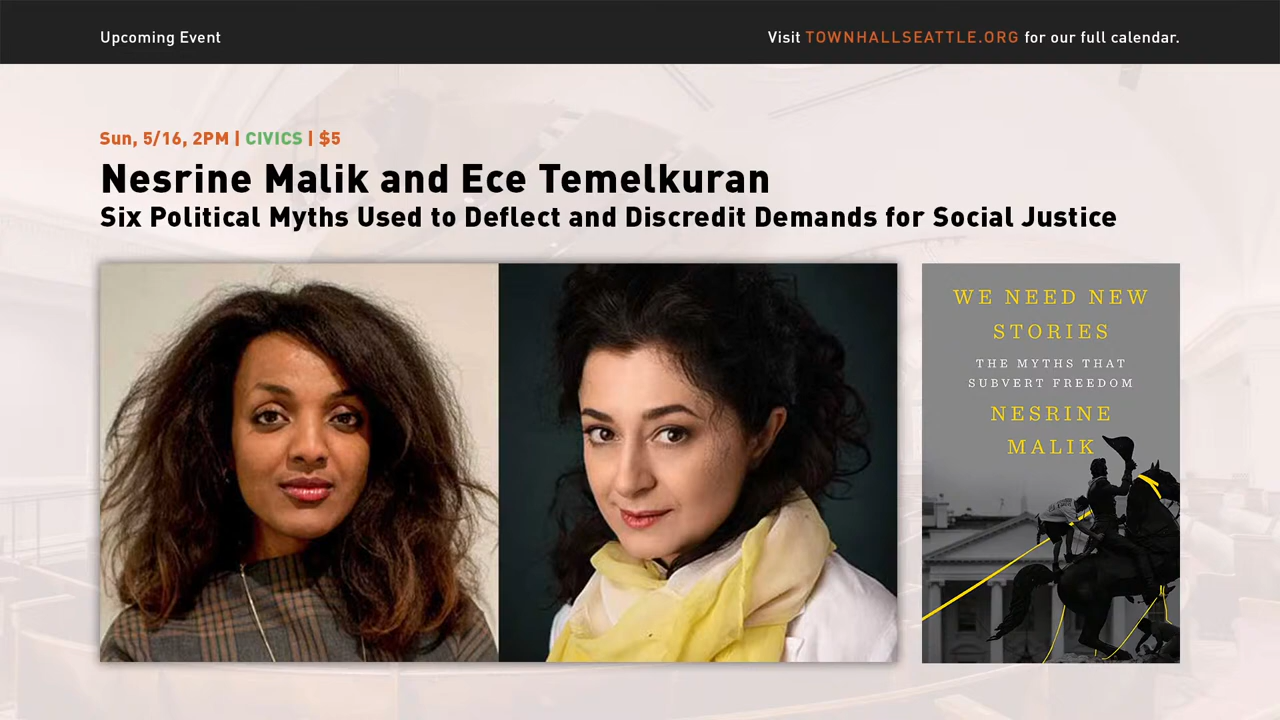 Upcoming Event
Visit TOWNHALLSEATTLE.ORG for our full calendar.
Sun, 5/16, 2PM | CIVICS | $5
Nesrine Malik and Ece Temelkuran
Six Political Myths Used to Deflect and Discredit Demands for Social Justice
WE NEED NEW
STORIES
THE MYTHS THAT
SUBVERT FREEDOM
NESRINE
MALIK